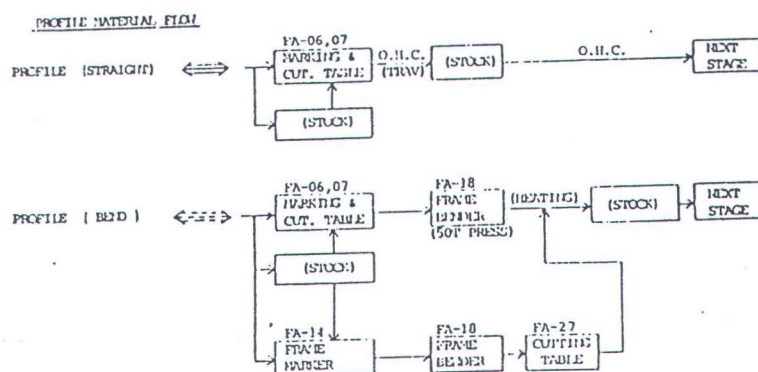 PROFILE MATERIAL FLOW
PROFILE (STRAIGHT)
FA-06,07
MARKING &
CUT. TABLE
O.H.C.
(TRW)
(STOCK)
O.H.C.
NEXT
STAGE
(STOCK)
PROFILE ( BEND )
FA-06,07
MARKING &
CUT. TABLE
FA-18
FRAME
BENDER
(50T PRESS)
(HEATING)
(STOCK)
NEXT
STAGE
(STOCK)
FA-14
FRAME
MARKER
FA-18
FRAME
BENDER
FA-27
CUTTING
TABLE